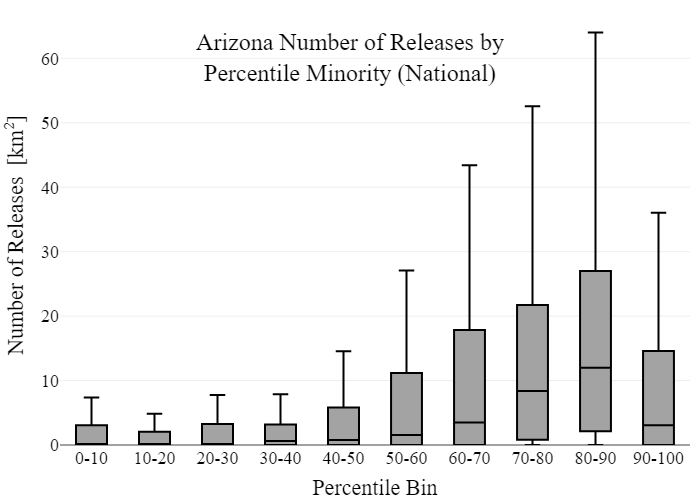 Arizona Number of Releases by
Percentile Minority (National)
Number of Releases [km²]
60
50
40
30
20
10
0
0-10 10-20 20-30 30-40 40-50 50-60 60-70 70-80 80-90 90-100
Percentile Bin